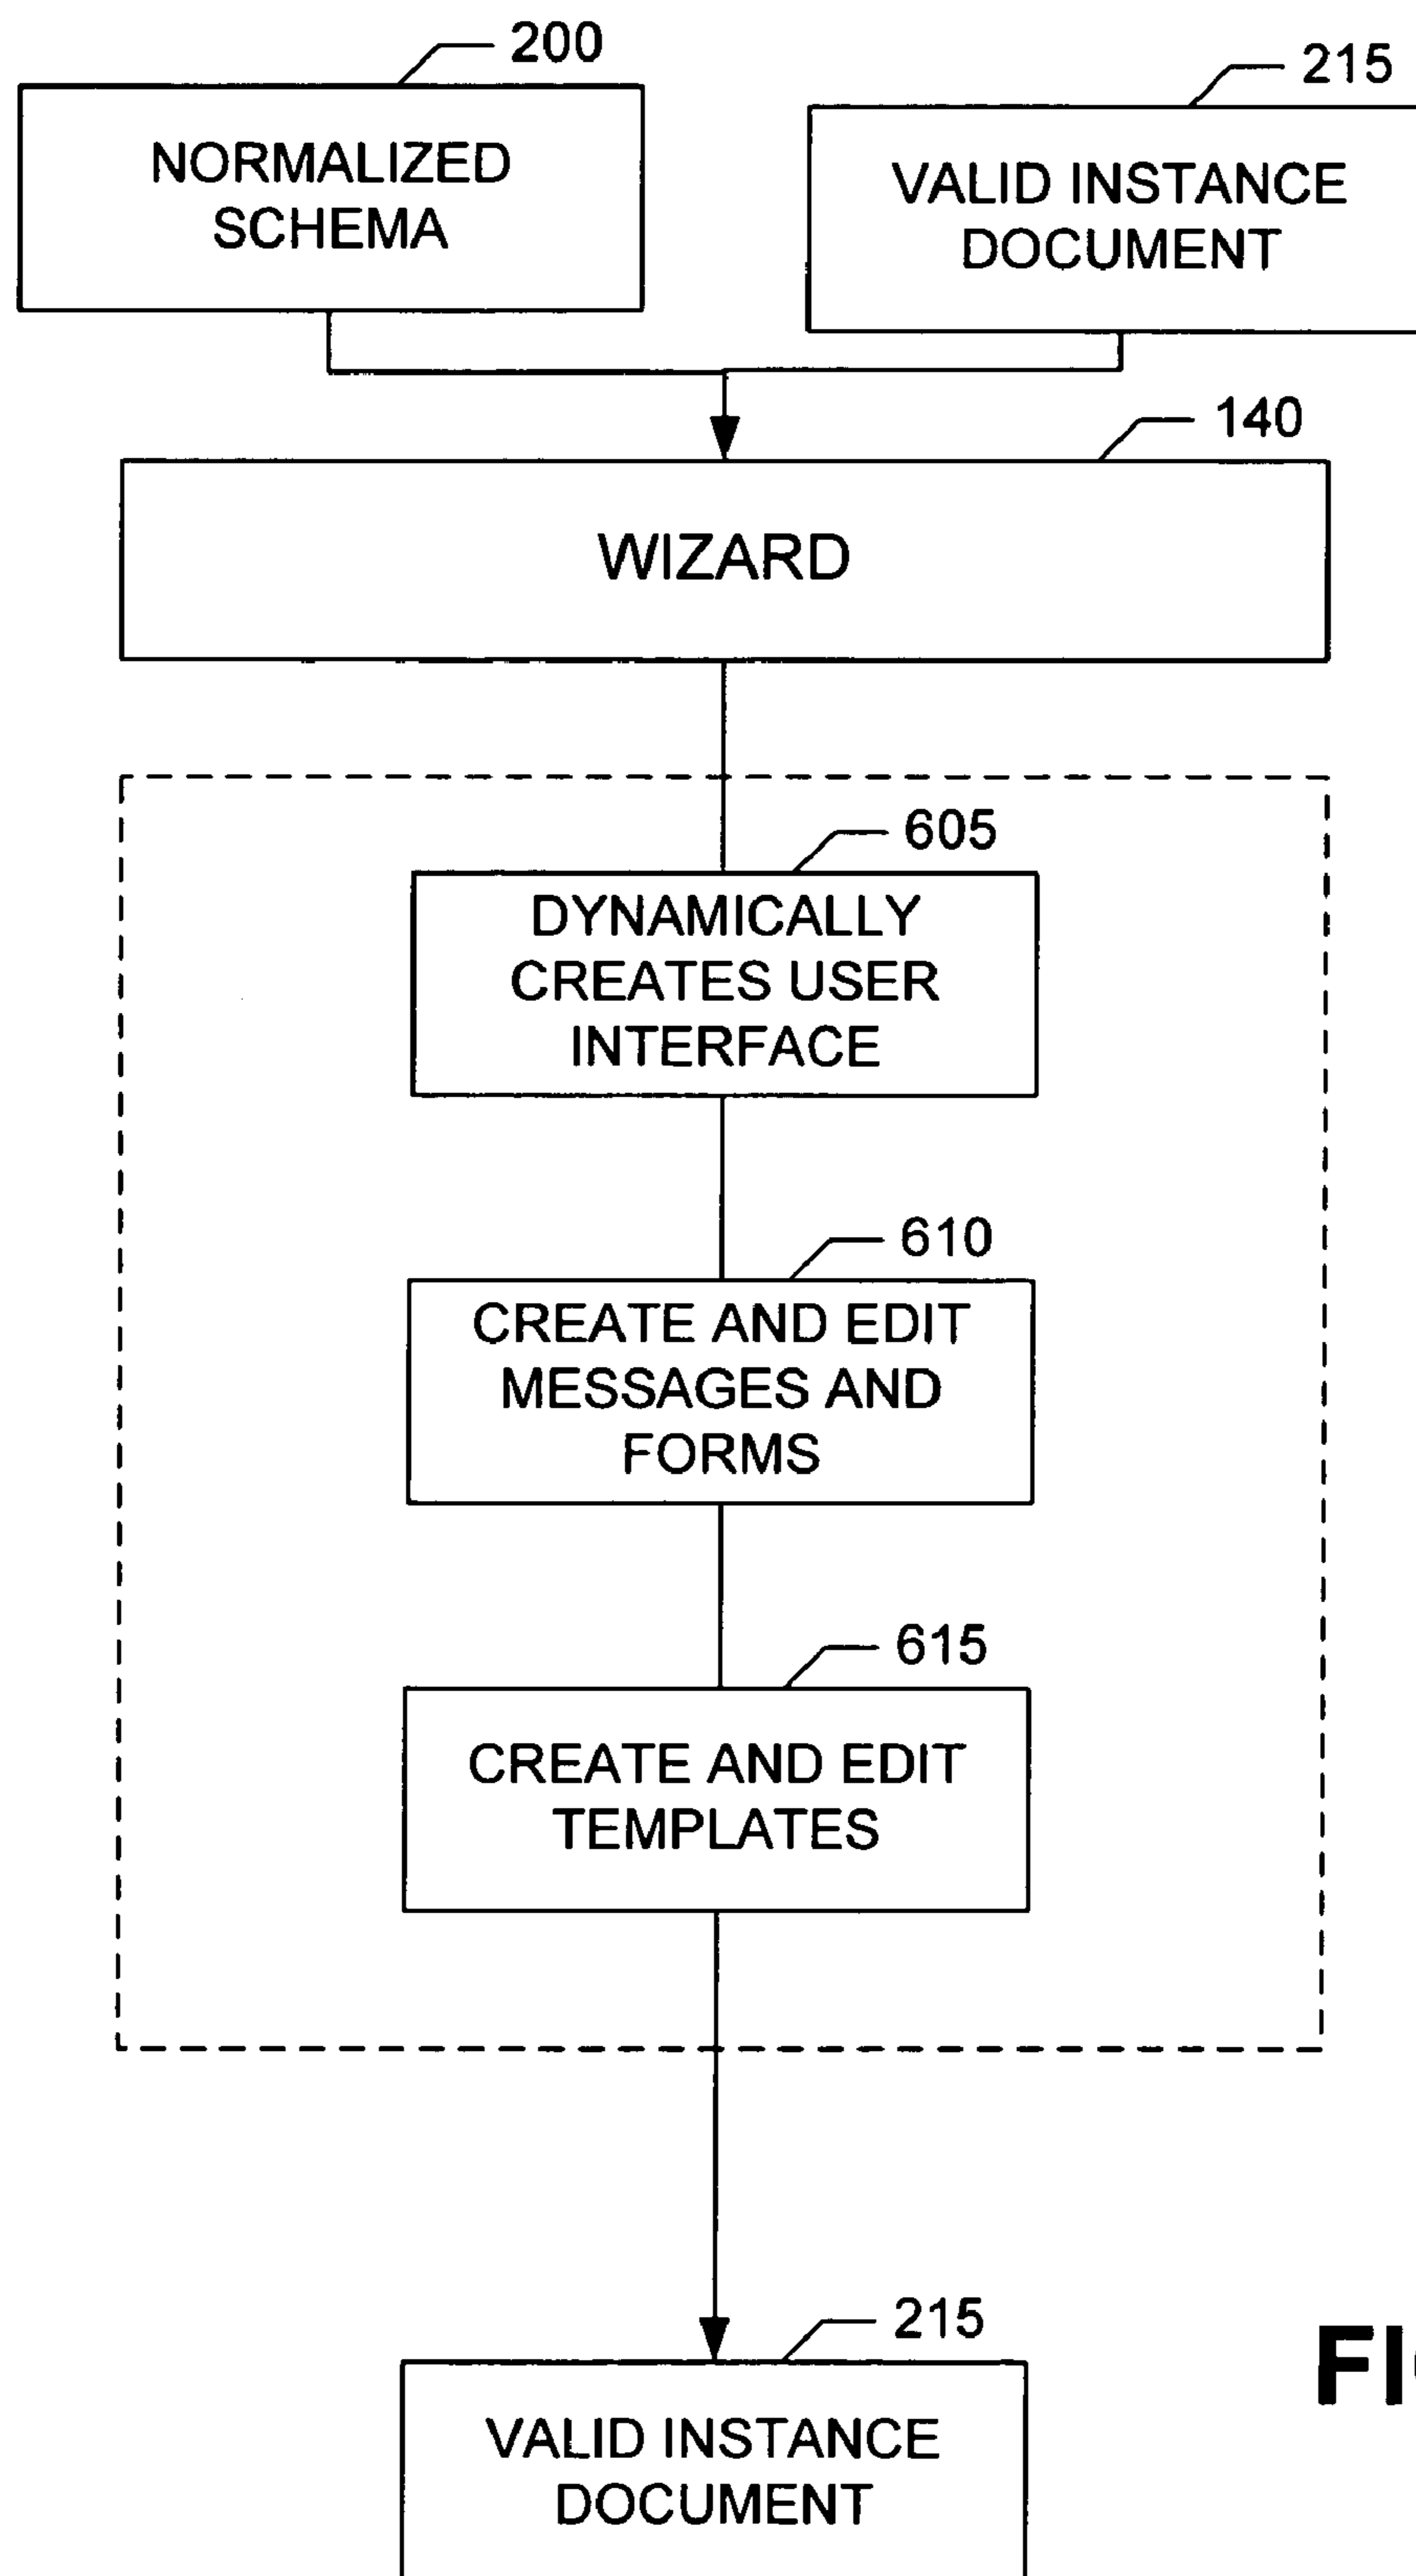 200
NORMALIZED
SCHEMA
215
VALID INSTANCE
DOCUMENT
140
WIZARD
605
DYNAMICALLY
CREATES USER
INTERFACE
610
CREATE AND EDIT
MESSAGES AND
FORMS
615
CREATE AND EDIT
TEMPLATES
215
VALID INSTANCE
DOCUMENT